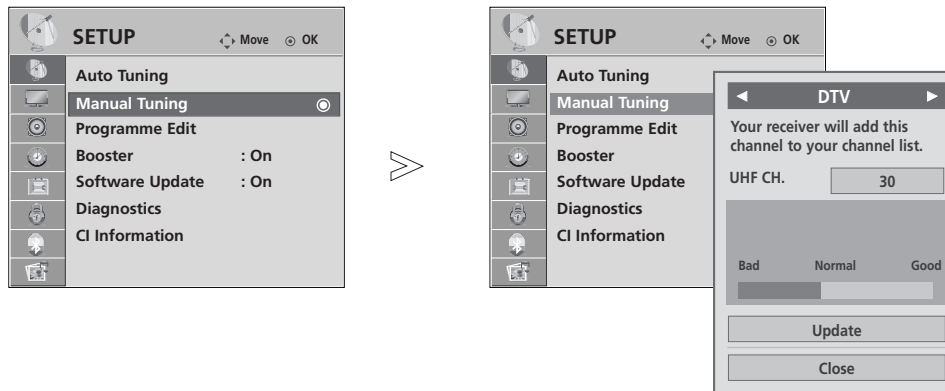 SETUP Move OK
Auto Tuning
Manual Tuning
Programme Edit
Booster : On
Software Update : On
Diagnostics
CI Information
SETUP Move OK
Auto Tuning
Manual Tuning
Programme Edit
Booster
Software Update
Diagnostics
CI Information
DTV
Your receiver will add this
channel to your channel list.
UHF CH. 30
Bad Normal Good
Update
Close